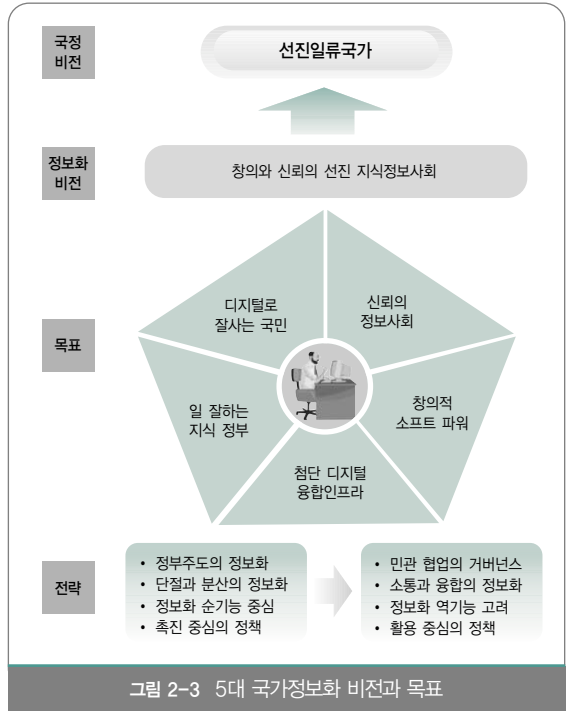 국정
비전
선진일류국가
정보화
비전
창의와 신뢰의 선진 지식정보사회
목표
디지털로
잘사는 국민
신뢰의
정보사회
일 잘하는
지식 정부
창의적
소프트 파워
첨단 디지털
융합인프라
전략
• 정부주도의 정보화
• 단절과 분산의 정보화
• 정보화 순기능 중심
• 촉진 중심의 정책
• 민관 협업의 거버넌스
• 소통과 융합의 정보화
• 정보화 역기능 고려
• 활용 중심의 정책
그림 2-3 5대 국가정보화 비전과 목표